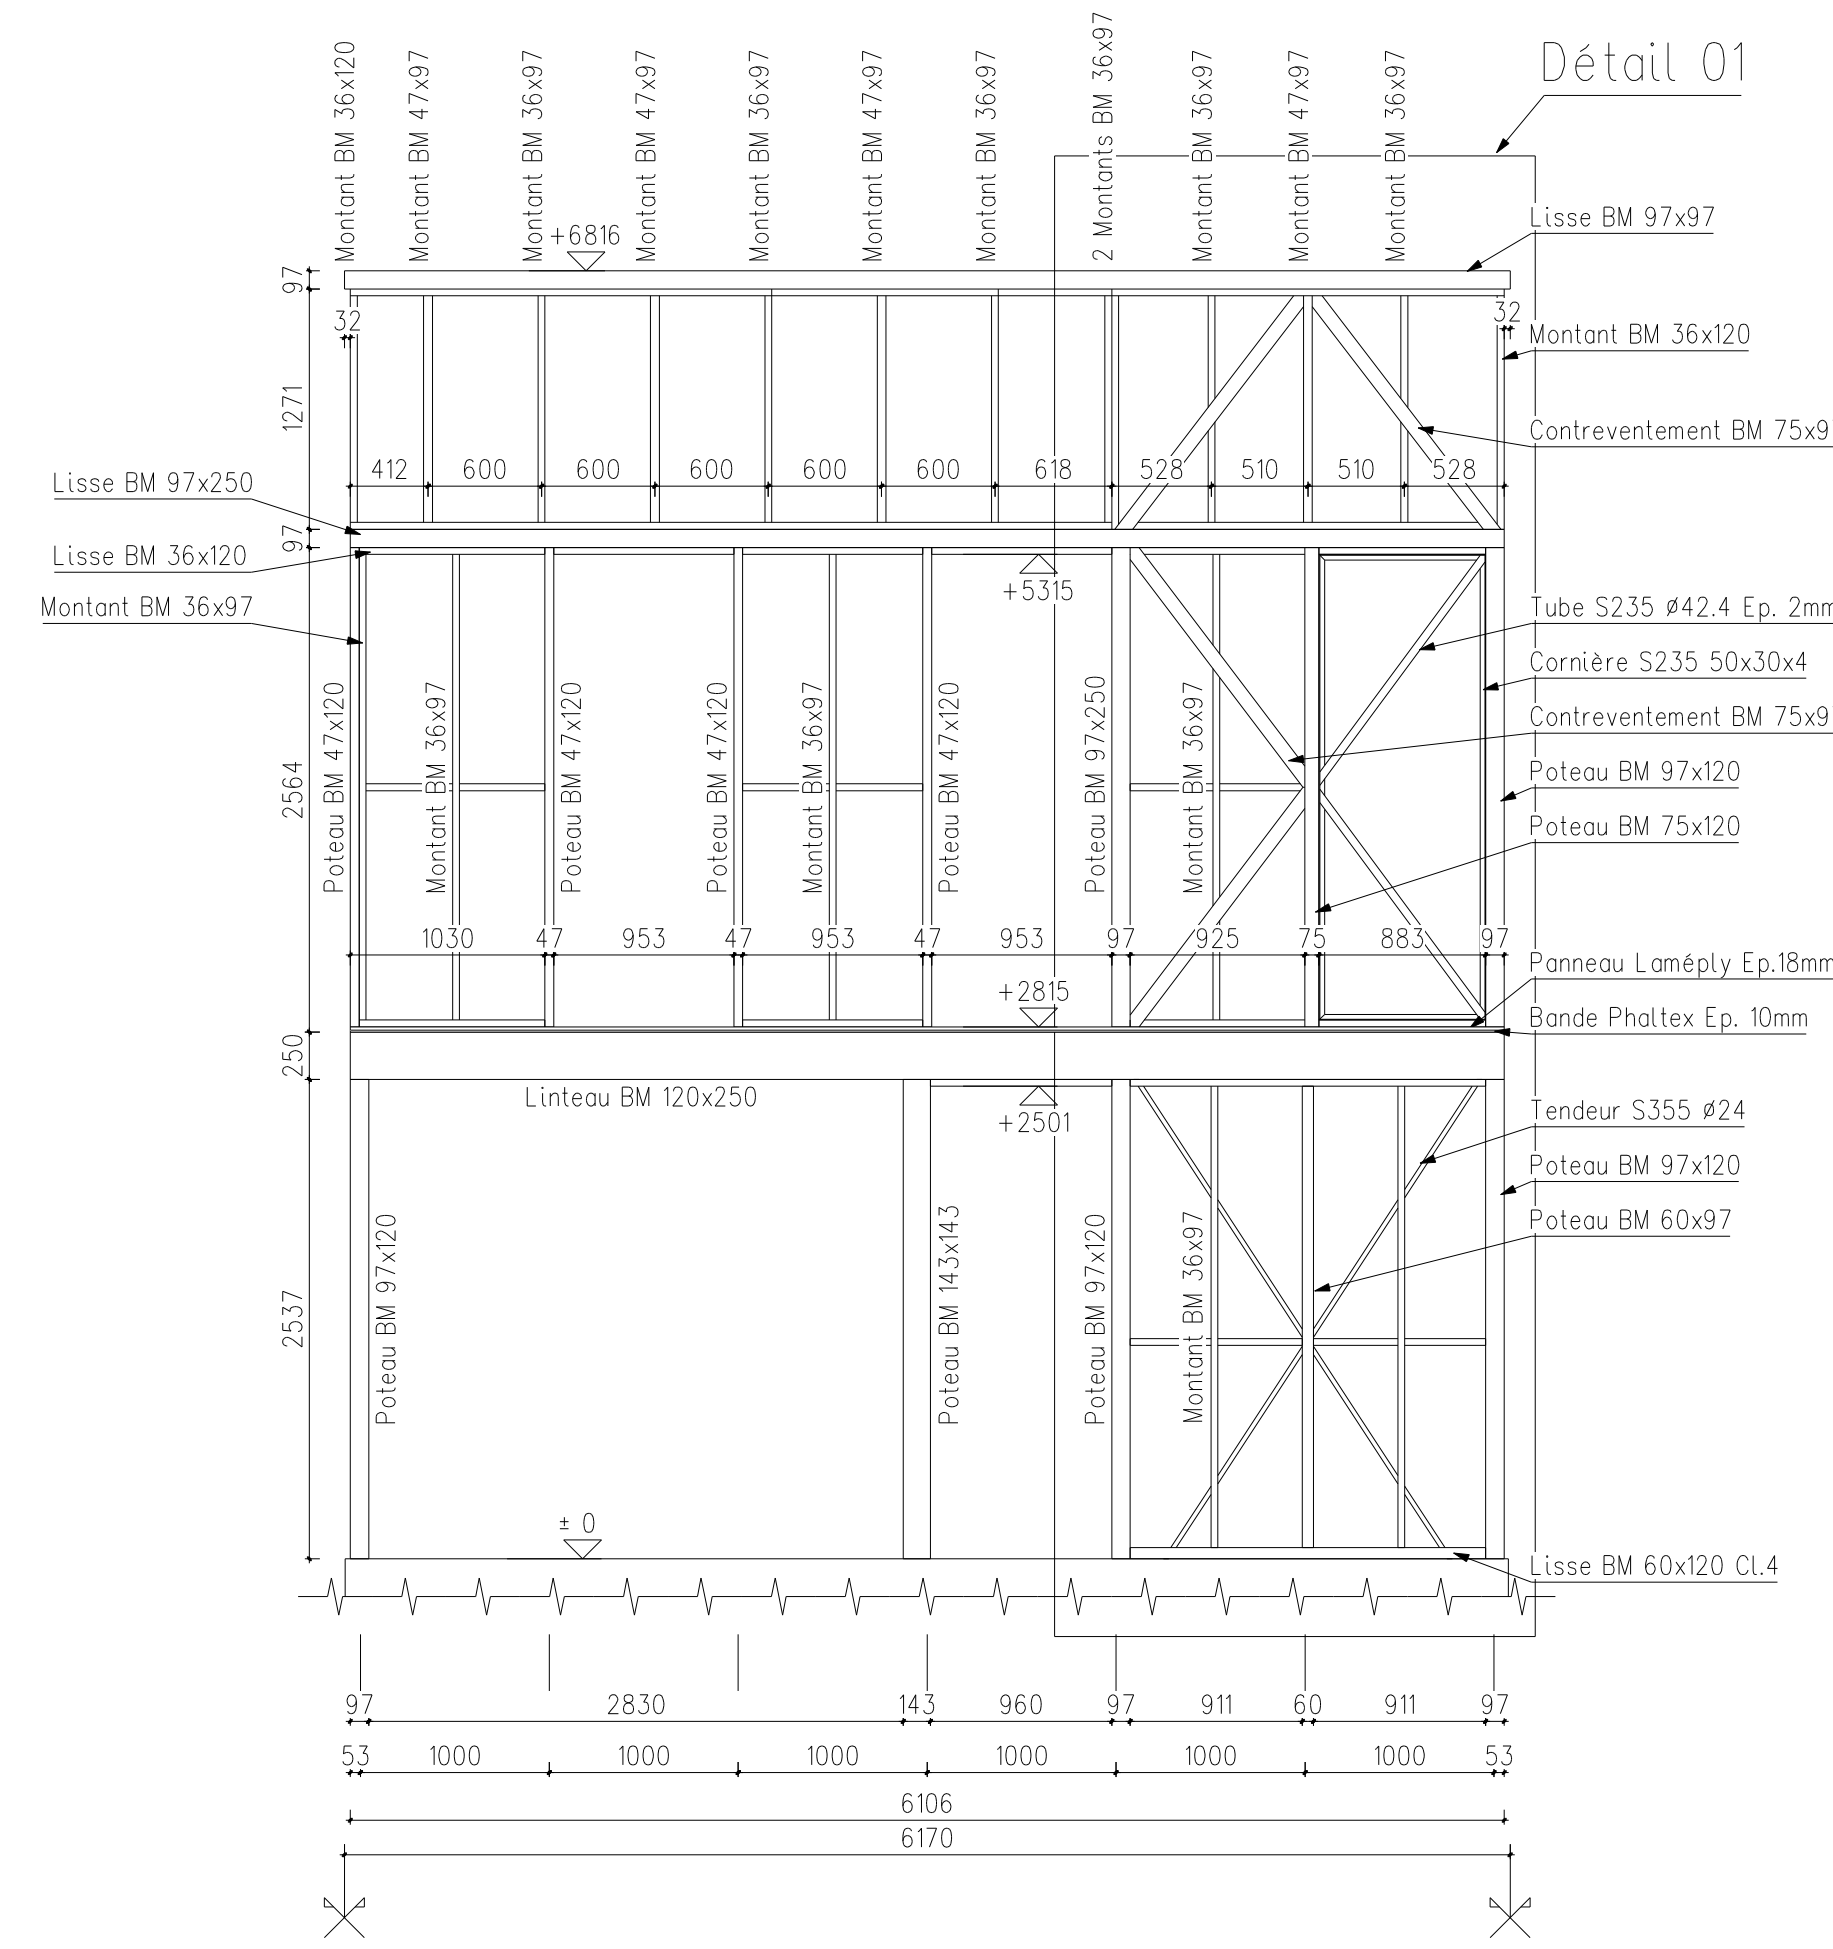 Détail 01
Montant BM 36x120
Montant BM 47x97
Montant BM 36x97
Montant BM 47x97
Montant BM 36x97
Montant BM 47x97
Montant BM 36x97
2 Montants BM 36x97
Montant BM 36x97
Montant BM 47x97
Montant BM 36x97
+6816
Lisse BM 97x97
97
32
32
Montant BM 36x120
1271
Contreventement BM 75x9
412
600
600
600
600
600
618
528
510
510
528
Lisse BM 97x250
97
Lisse BM 36x120
+5315
Montant BM 36x97
Tube S235 Ø42.4 Ep. 2mm
Cornière S235 50x30x4
Contreventement BM 75x9
Poteau BM 97x120
Poteau BM 75x120
2564
Poteau BM 47x120
Montant BM 36x97
Poteau BM 47x120
Poteau BM 47x120
Montant BM 36x97
Poteau BM 47x120
Poteau BM 97x250
Montant BM 36x97
1030
47
953
47
953
47
953
97
925
75
883
97
Panneau Laméply Ep.18mm
+2815
Bande Phaltex Ep. 10mm
250
Linteau BM 120x250
+2501
Tendeur S355 Ø24
Poteau BM 97x120
Poteau BM 60x97
2537
Poteau BM 97x120
Poteau BM 143x143
Poteau BM 97x120
Montant BM 36x97
± 0
Lisse BM 60x120 Cl.4
97
2830
143
960
97
911
60
911
97
53
1000
1000
1000
1000
1000
1000
53
6106
6170